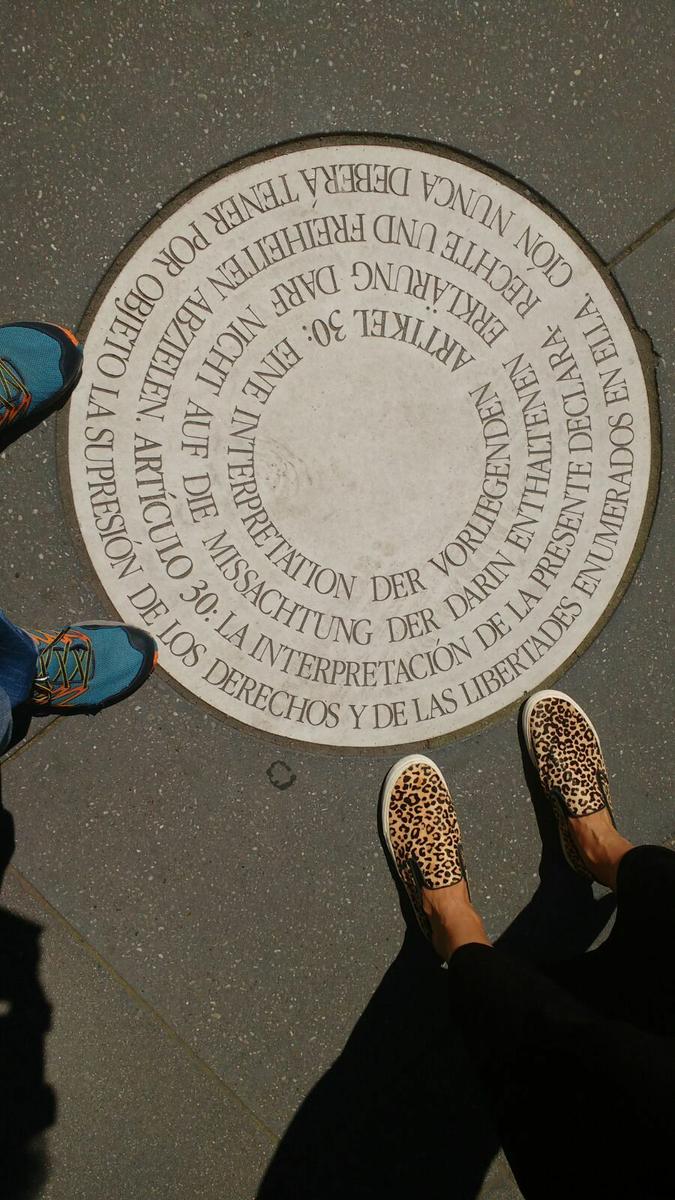 ARTIKEL 30: EINE INTERPRETATION DER VORLIEGENDEN
ERKLÄRUNG DARF NICHT AUF DIE MISSACHTUNG DER DARIN ENTHALTENEN
RECHTE UND FREIHEITEN ABZIELEN. ARTÍCULO 30: LA INTERPRETACIÓN DE LA PRESENTE DECLARA-
CIÓN NUNCA DEBERÁ TENER POR OBJETO LA SUPRESIÓN DE LOS DERECHOS Y DE LAS LIBERTADES ENUMERADOS EN ELLA.